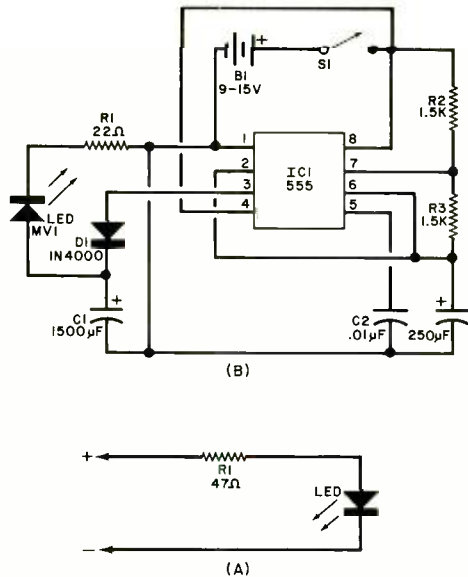 B1
9-15V
+
S1
R1
22Ω
R2
1.5K
1
2
3
4
IC1
555
8
7
6
5
R3
1.5K
LED
MV1
D1
1N4000
+
C1
1500µF
C2
.01µF
+
250µF
(B)
+
R1
47Ω
LED
−
(A)